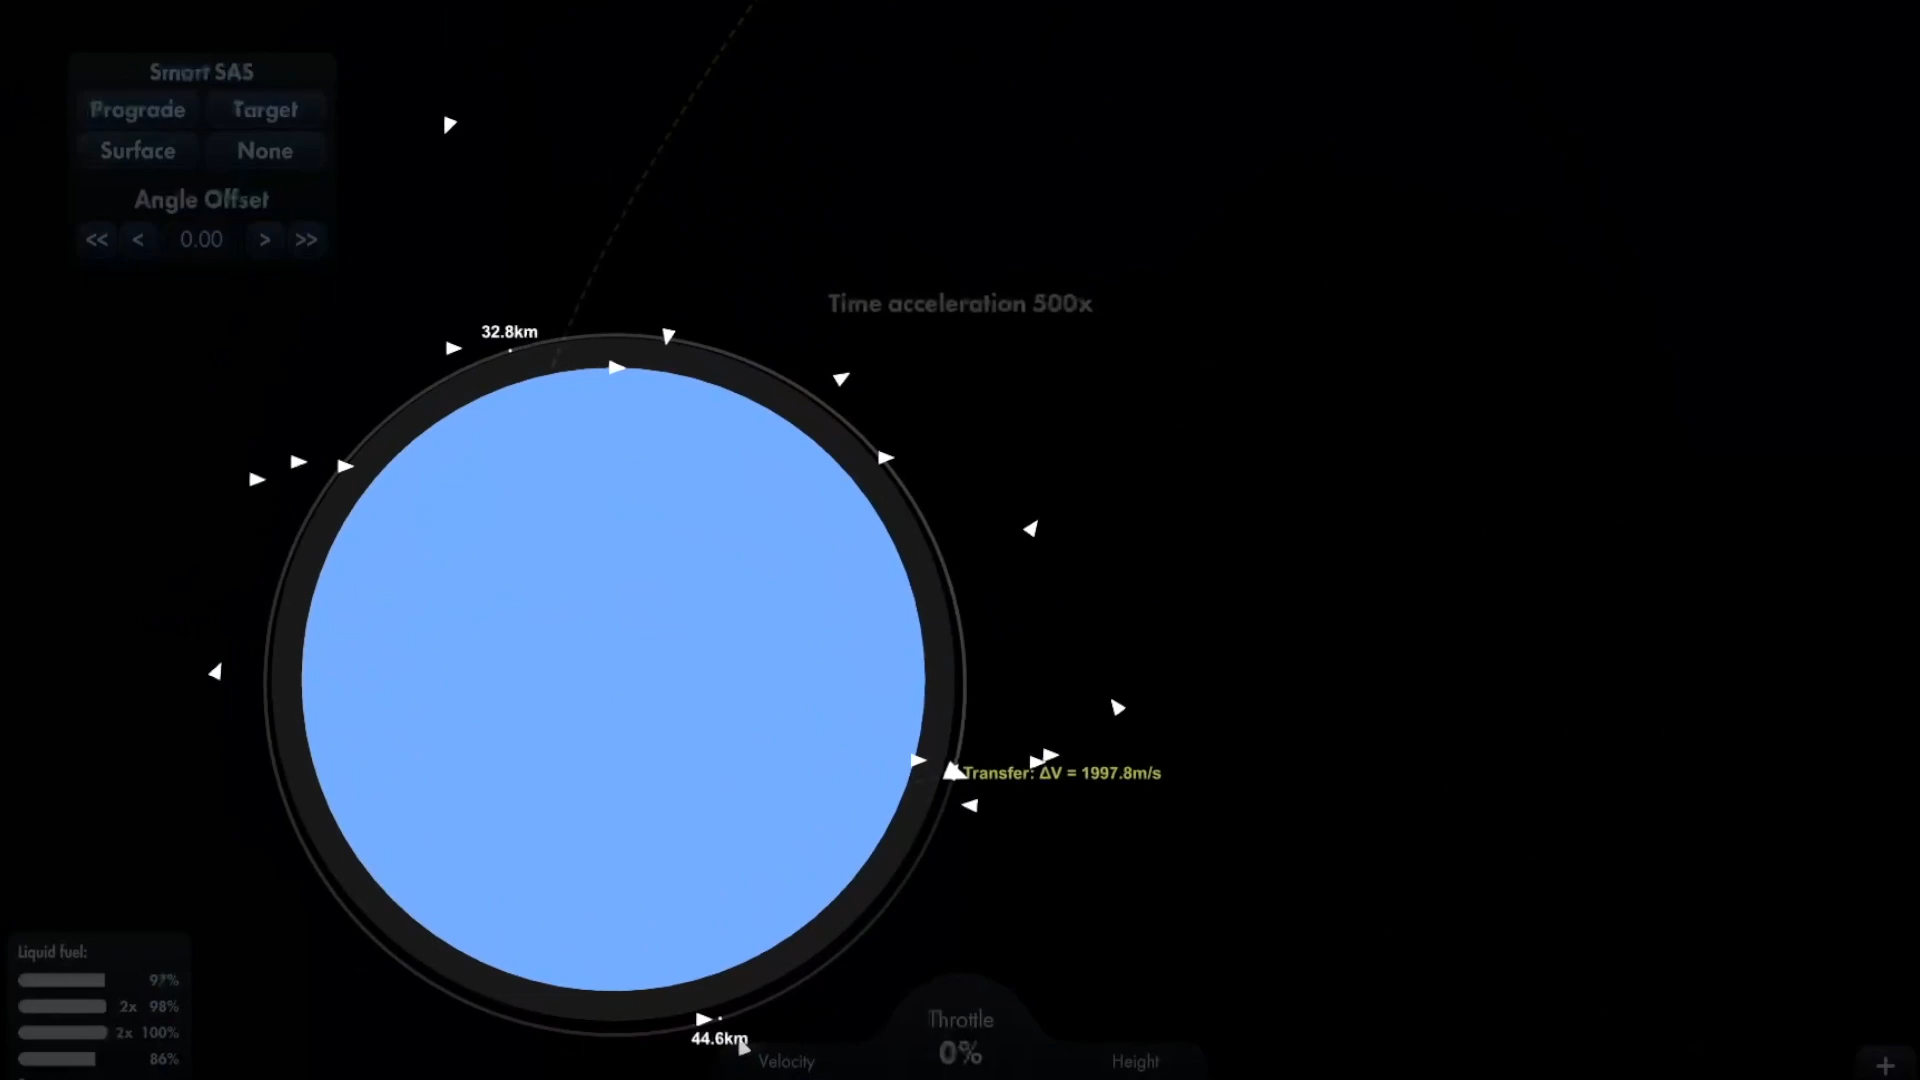 Smart SAS
Prograde Target
Surface None
Angle Offset
<< < 0.00 > >>
Time acceleration 500x
32.8km
Transfer: ΔV = 1997.8m/s
44.6km
Liquid fuel:
97%
2x 98%
2x 100%
86%
Throttle
0%
Velocity
Height
+